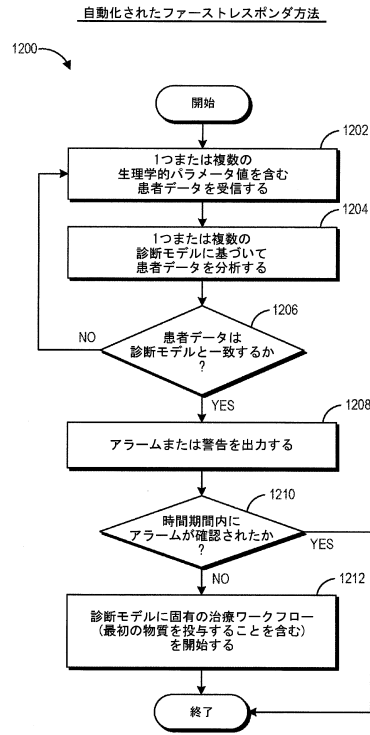 自動化されたファーストレスポンダ方法
1200
開始
1202
1つまたは複数の
生理学的パラメータ値を含む
患者データを受信する
1204
1つまたは複数の
診断モデルに基づいて
患者データを分析する
1206
患者データは
診断モデルと一致するか
?
NO
YES
1208
アラームまたは警告を出力する
1210
時間期間内に
アラームが確認されたか
?
YES
NO
1212
診断モデルに固有の治療ワークフロー
(最初の物質を投与することを含む)
を開始する
終了